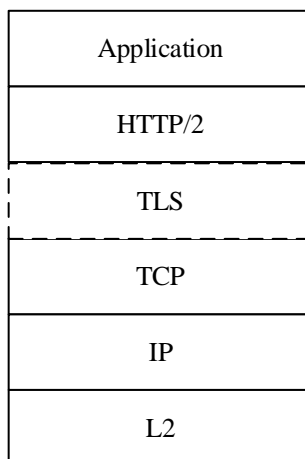 Application
HTTP/2
TLS
TCP
IP
L2